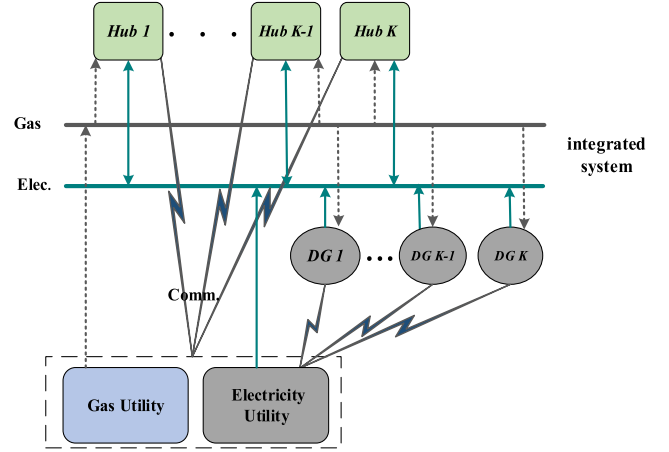 Hub 1 . . . Hub K-1 Hub K
Gas
integrated
system
Elec.
DG 1 ... DG K-1 DG K
Comm.
Gas Utility
Electricity
Utility